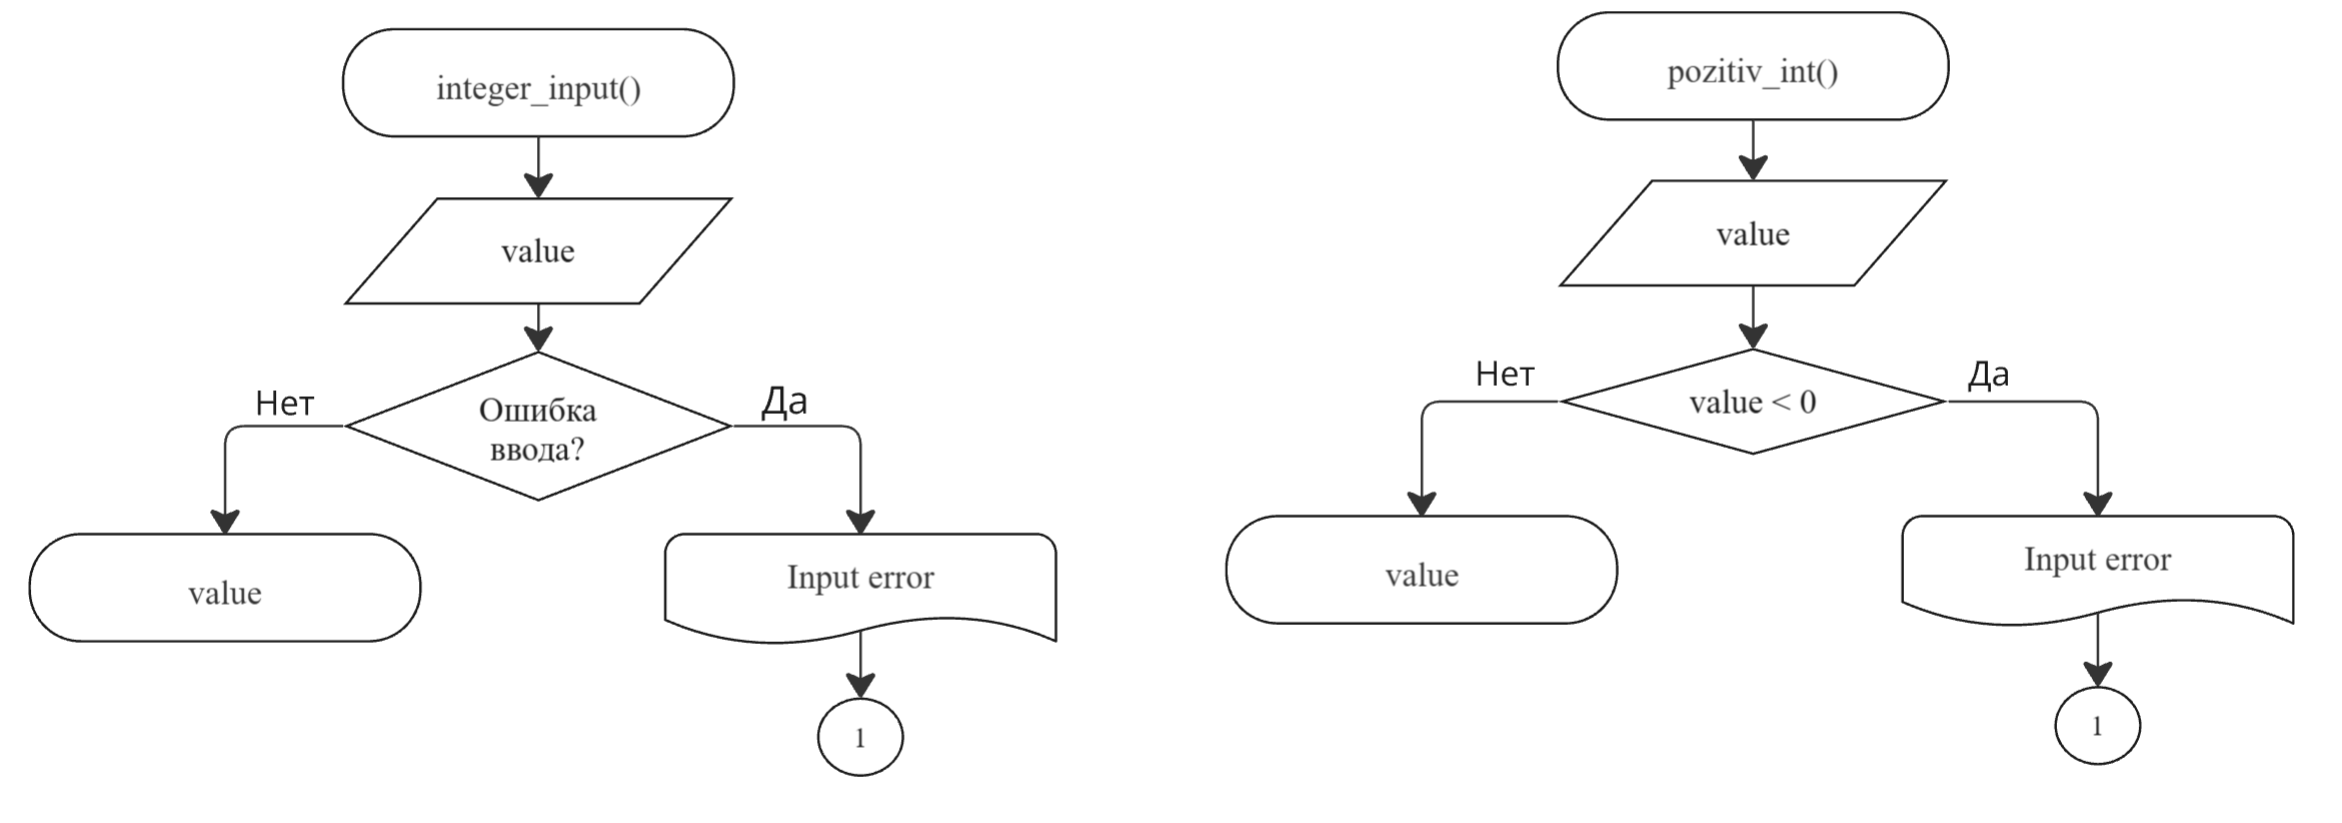 integer_input()
value
Ошибка
ввода?
Нет
Да
value
Input error
1
pozitiv_int()
value
value < 0
Нет
Да
value
Input error
1